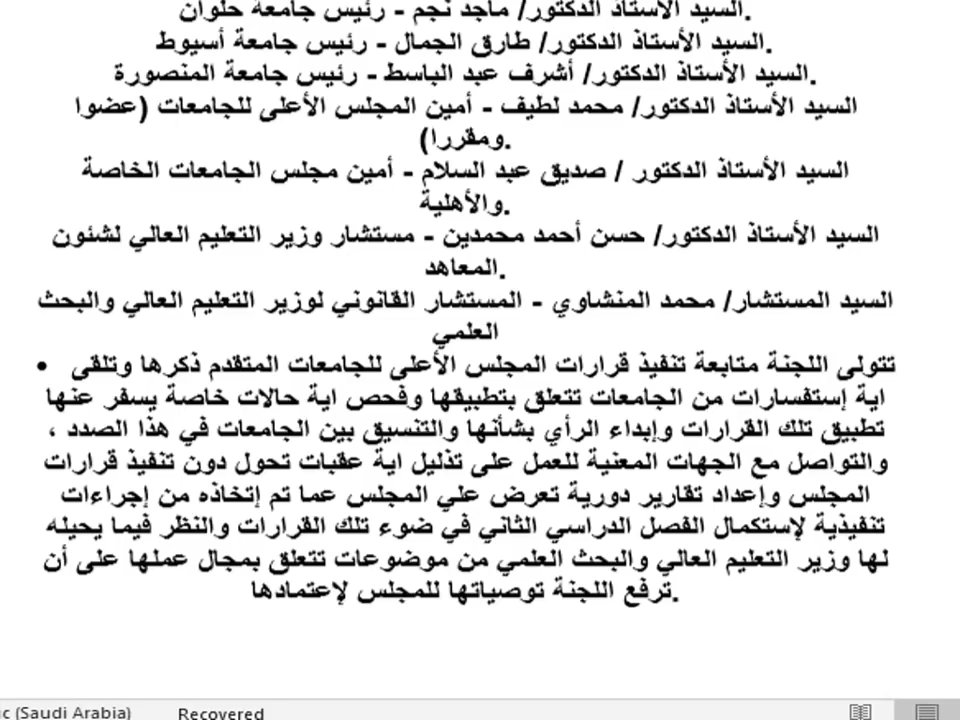 السيد الأستاذ الدكتور/ ماجد نجم - رئيس جامعة حلوان.
السيد الأستاذ الدكتور/ طارق الجمال - رئيس جامعة أسيوط.
السيد الأستاذ الدكتور/ أشرف عبد الباسط - رئيس جامعة المنصورة.
السيد الأستاذ الدكتور/ محمد لطيف - أمين المجلس الأعلى للجامعات (عضوا
ومقررا).
السيد الأستاذ الدكتور / صديق عبد السلام - أمين مجلس الجامعات الخاصة
والأهلية.
السيد الأستاذ الدكتور/ حسن أحمد محمدين - مستشار وزير التعليم العالي لشئون
المعاهد.
السيد المستشار/ محمد المنشاوي - المستشار القانوني لوزير التعليم العالي والبحث
العلمي
• تتولى اللجنة متابعة تنفيذ قرارات المجلس الأعلى للجامعات المتقدم ذكرها وتلقى
اية إستفسارات من الجامعات تتعلق بتطبيقها وفحص اية حالات خاصة يسفر عنها
تطبيق تلك القرارات وإبداء الرأي بشأنها والتنسيق بين الجامعات في هذا الصدد ،
والتواصل مع الجهات المعنية للعمل على تذليل اية عقبات تحول دون تنفيذ قرارات
المجلس وإعداد تقارير دورية تعرض علي المجلس عما تم إتخاذه من إجراءات
تنفيذية لإستكمال الفصل الدراسي الثاني في ضوء تلك القرارات والنظر فيما يحيله
لها وزير التعليم العالي والبحث العلمي من موضوعات تتعلق بمجال عملها على أن
ترفع اللجنة توصياتها للمجلس لإعتمادها.
(Saudi Arabia) Recovered